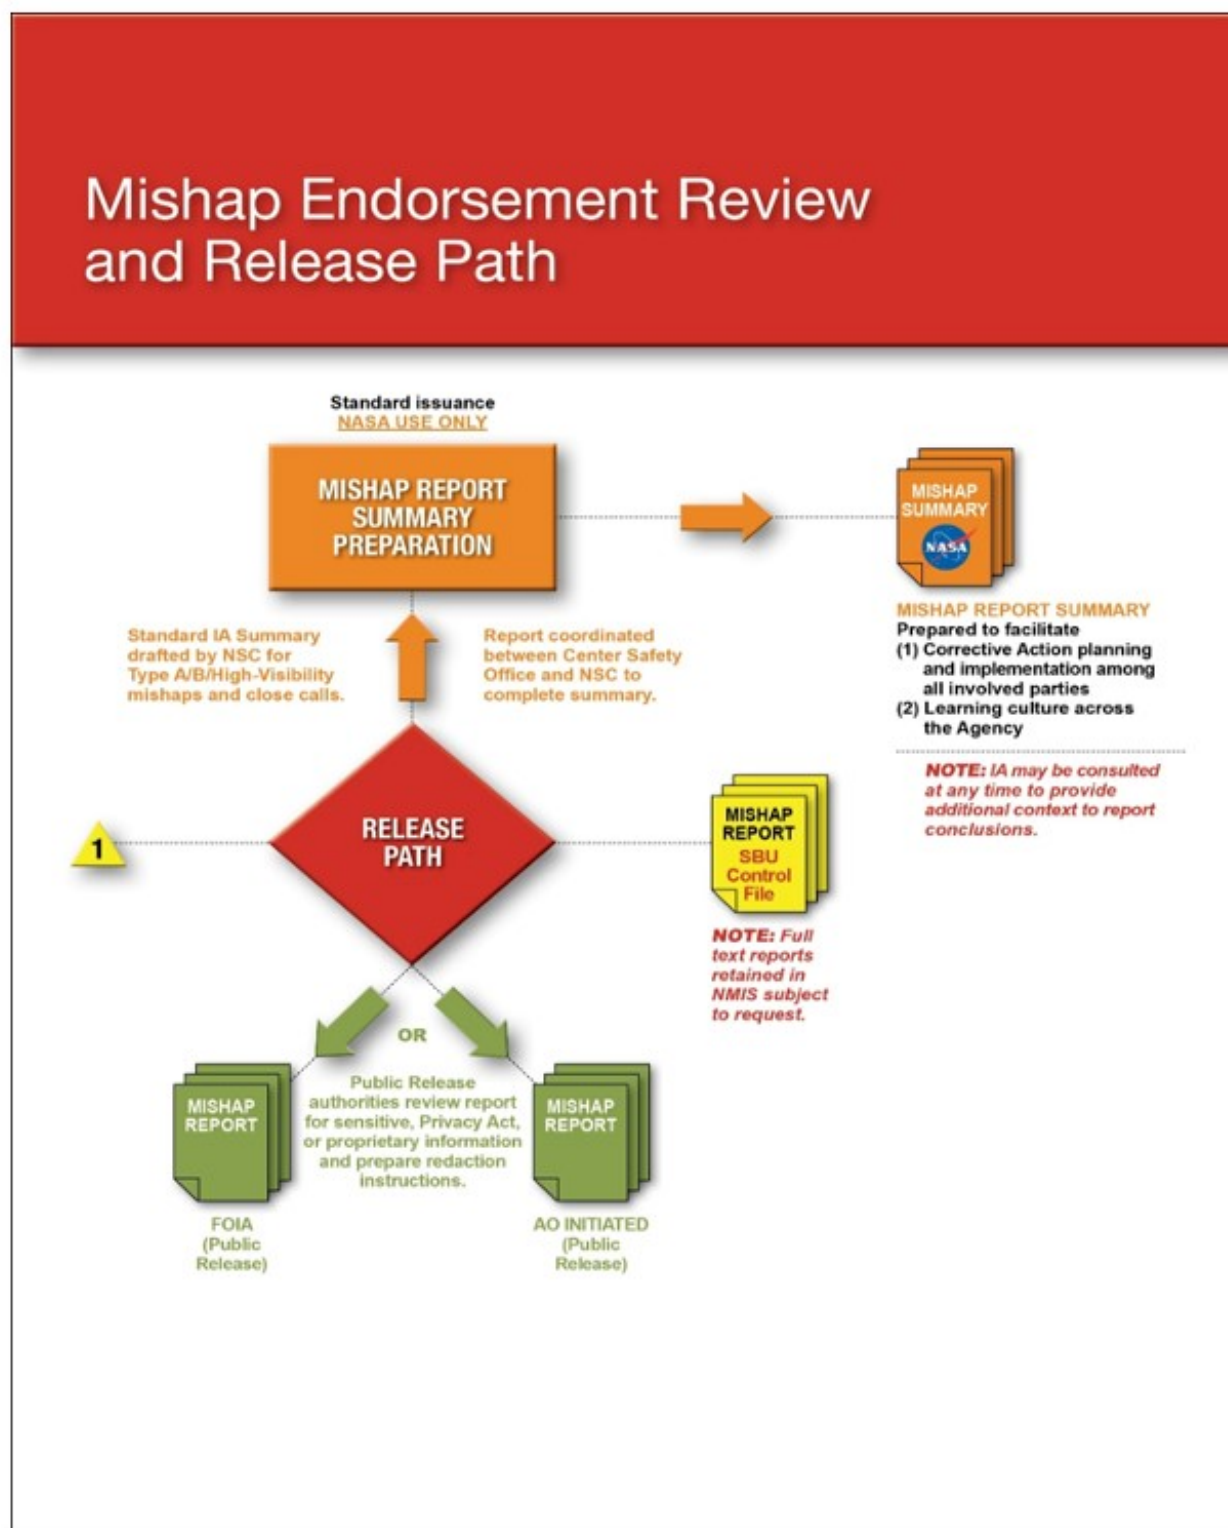 Mishap Endorsement Review
and Release Path
Standard issuance
NASA USE ONLY
MISHAP REPORT
SUMMARY
PREPARATION
MISHAP
SUMMARY
NASA
MISHAP REPORT SUMMARY
Prepared to facilitate
(1) Corrective Action planning
and implementation among
all involved parties
(2) Learning culture across
the Agency
NOTE: IA may be consulted
at any time to provide
additional context to report
conclusions.
Standard IA Summary
drafted by NSC for
Type A/B/High-Visibility
mishaps and close calls.
Report coordinated
between Center Safety
Office and NSC to
complete summary.
1
RELEASE
PATH
MISHAP
REPORT
SBU
Control
File
NOTE: Full
text reports
retained in
NMIS subject
to request.
OR
Public Release
authorities review report
for sensitive, Privacy Act,
or proprietary information
and prepare redaction
instructions.
MISHAP
REPORT
FOIA
(Public
Release)
MISHAP
REPORT
AO INITIATED
(Public
Release)